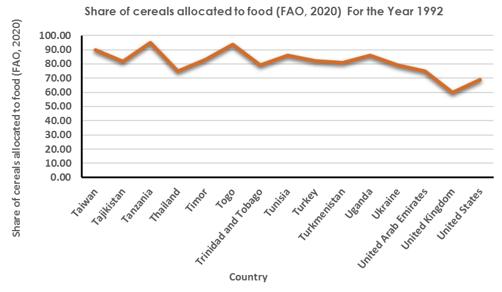 Share of cereals allocated to food (FAO, 2020)  For the Year 1992
Share of cereals allocated to food (FAO, 2020)
100.00
90.00
80.00
70.00
60.00
50.00
40.00
30.00
20.00
10.00
0.00
Taiwan
Tajikistan
Tanzania
Thailand
Timor
Togo
Trinidad and Tobago
Tunisia
Turkey
Turkmenistan
Uganda
Ukraine
United Arab Emirates
United Kingdom
United States
Country